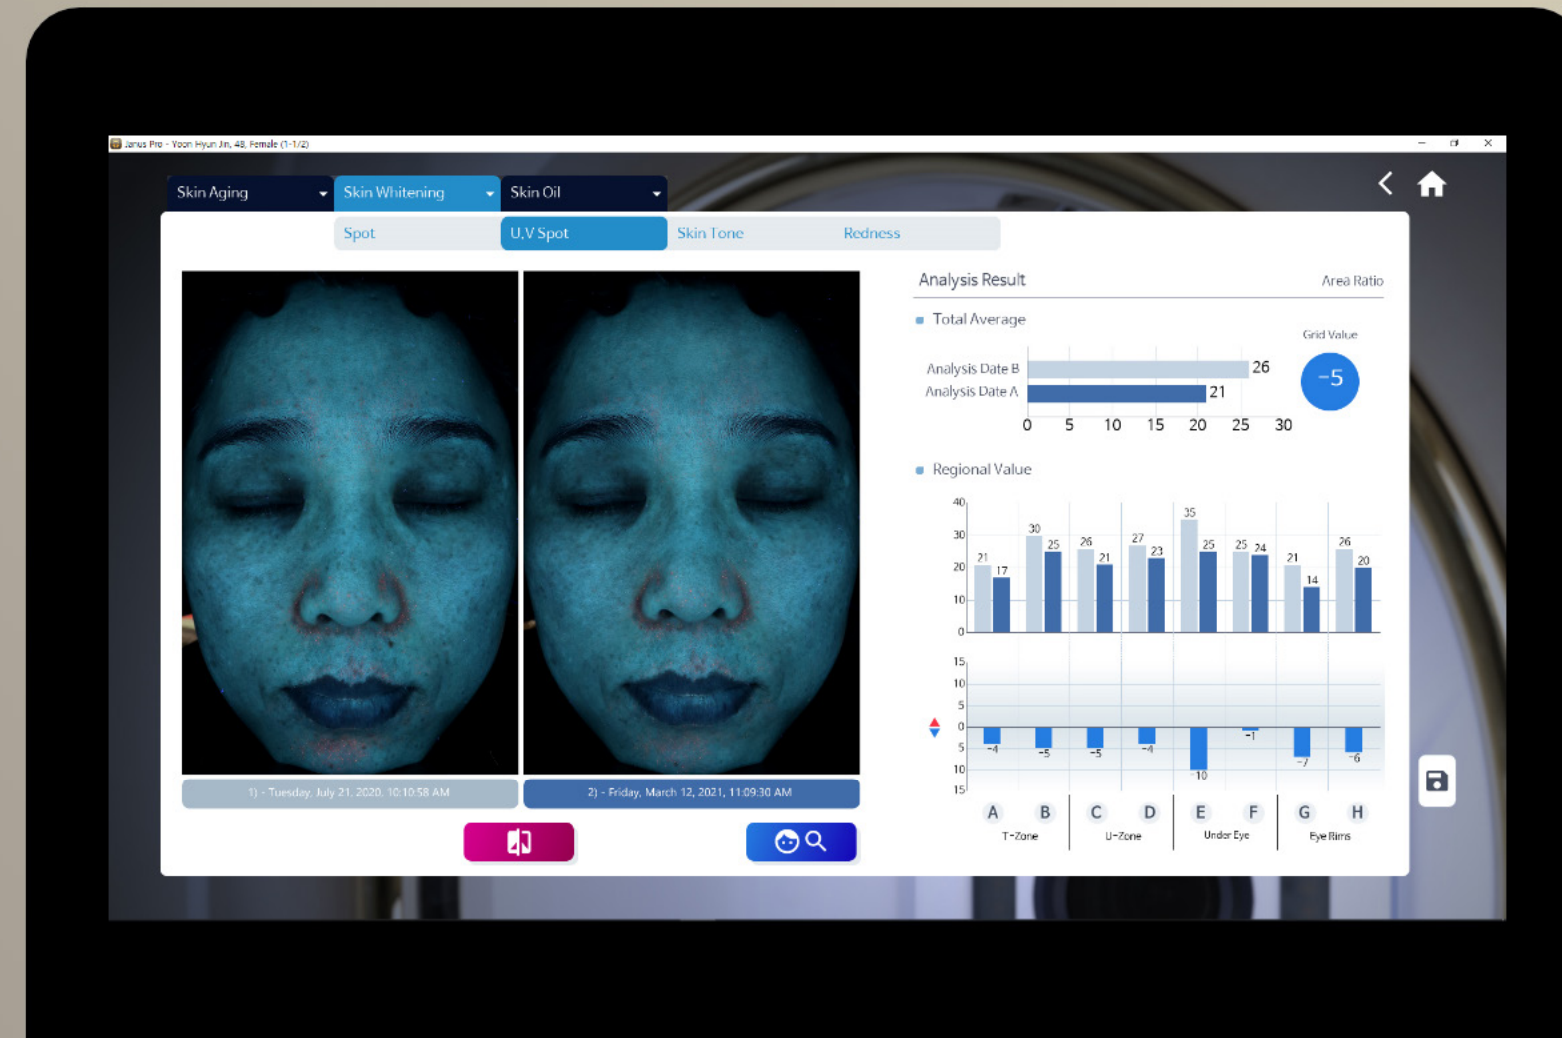 Janus Pro - Yoon Hyun Jin, 48, Female (1-1/2)
Skin Aging
Skin Whitening
Skin Oil
Spot
U,V Spot
Skin Tone
Redness
1) - Tuesday, July 21, 2020, 10:10:58 AM
2) - Friday, March 12, 2021, 11:09:30 AM
Analysis Result
Area Ratio
Total Average
Grid Value
Analysis Date B
26
-5
Analysis Date A
21
0 5 10 15 20 25 30
Regional Value
40
30
20
10
0
21 17 30 25 26 21 27 23 35 25 25 24 21 14 26 20
15
10
5
0
5
10
15
-4 -5 -5 -4 -10 -1 -7 -6
A B C D E F G H
T-Zone U-Zone Under Eye Eye Rims